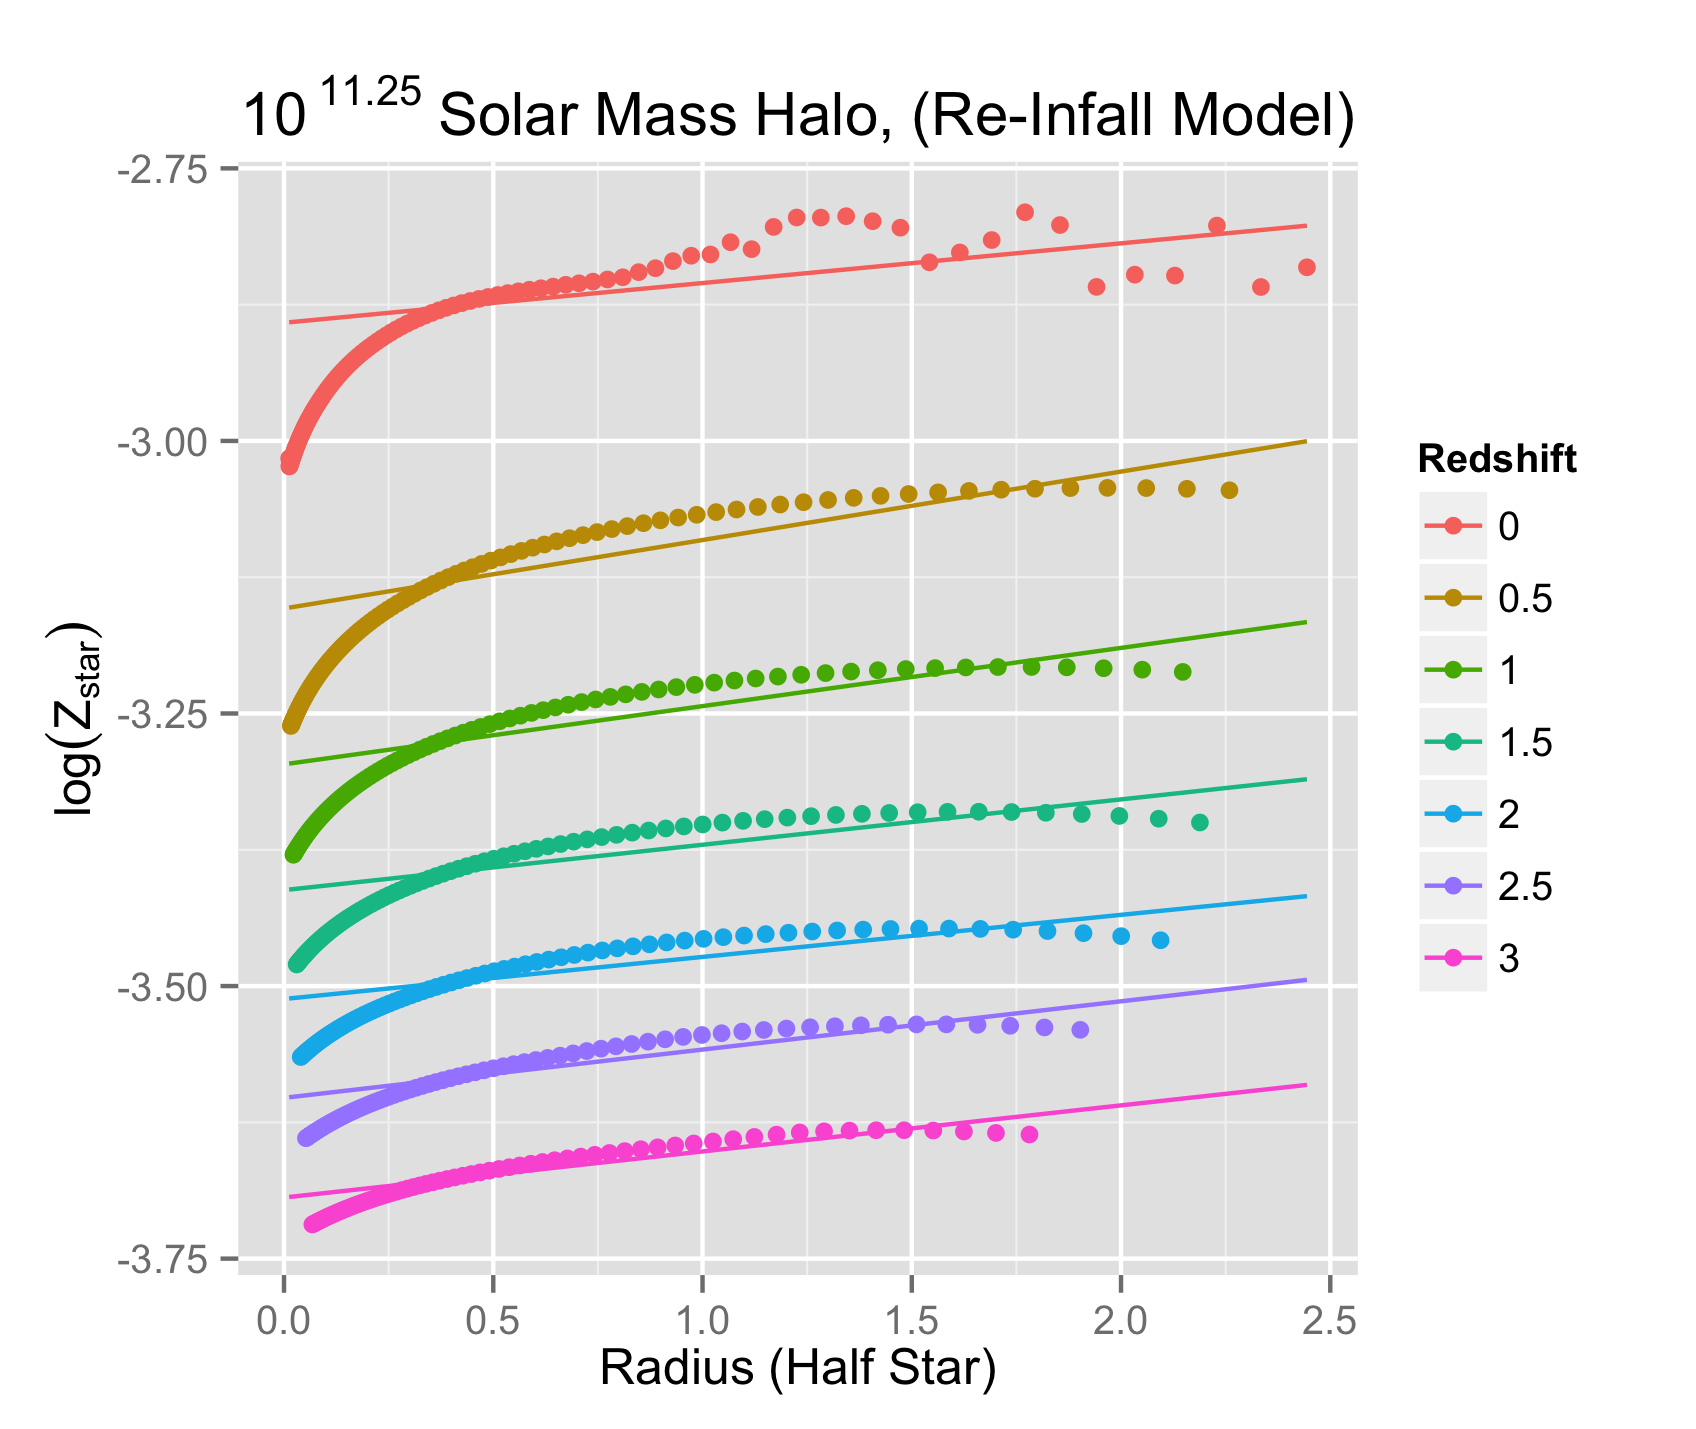 10 11.25 Solar Mass Halo, (Re-Infall Model)
-2.75
-3.00
-3.25
-3.50
-3.75
log(Zstar)
0.0 0.5 1.0 1.5 2.0 2.5
Radius (Half Star)
Redshift
0
0.5
1
1.5
2
2.5
3